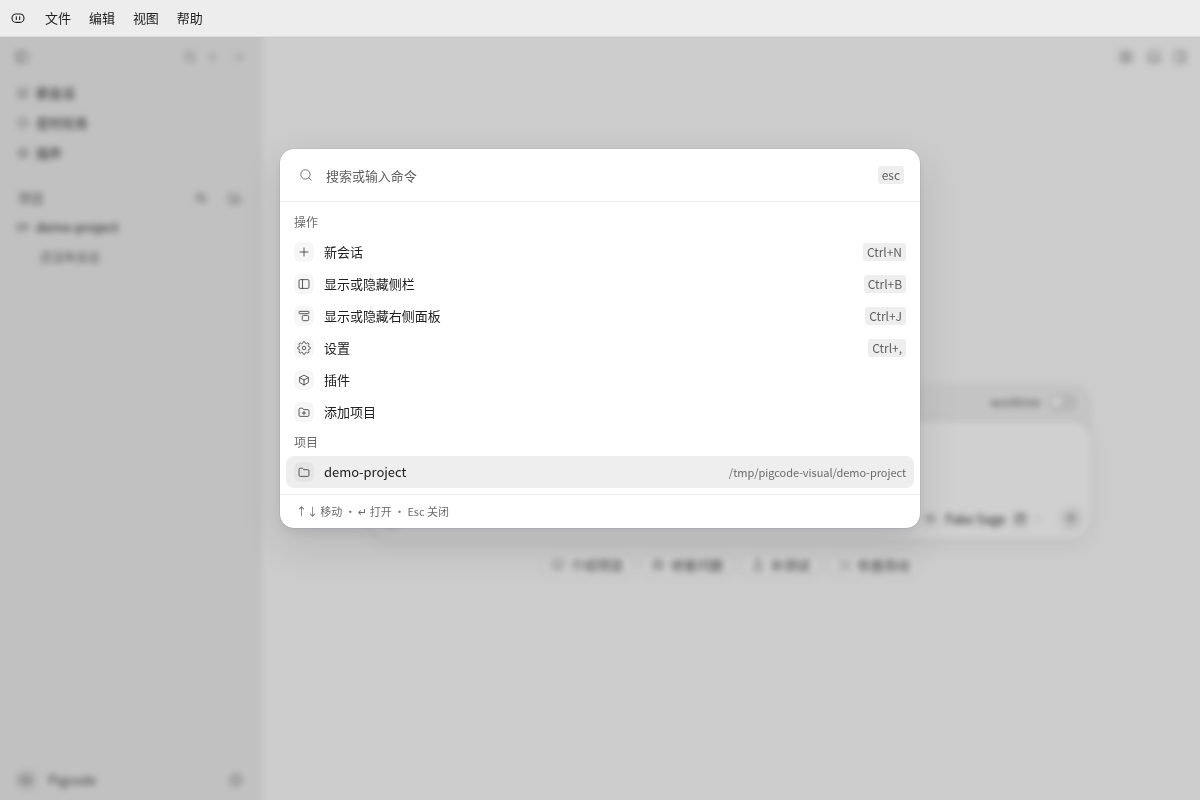 文件 编辑 视图 帮助
搜索或输入命令 esc
操作
新会话 Ctrl+N
显示或隐藏侧栏 Ctrl+B
显示或隐藏右侧面板 Ctrl+J
设置 Ctrl+,
插件
添加项目
项目
demo-project /tmp/pigcode-visual/demo-project
↑↓ 移动 · ↵ 打开 · Esc 关闭
demo-project
Pigcode